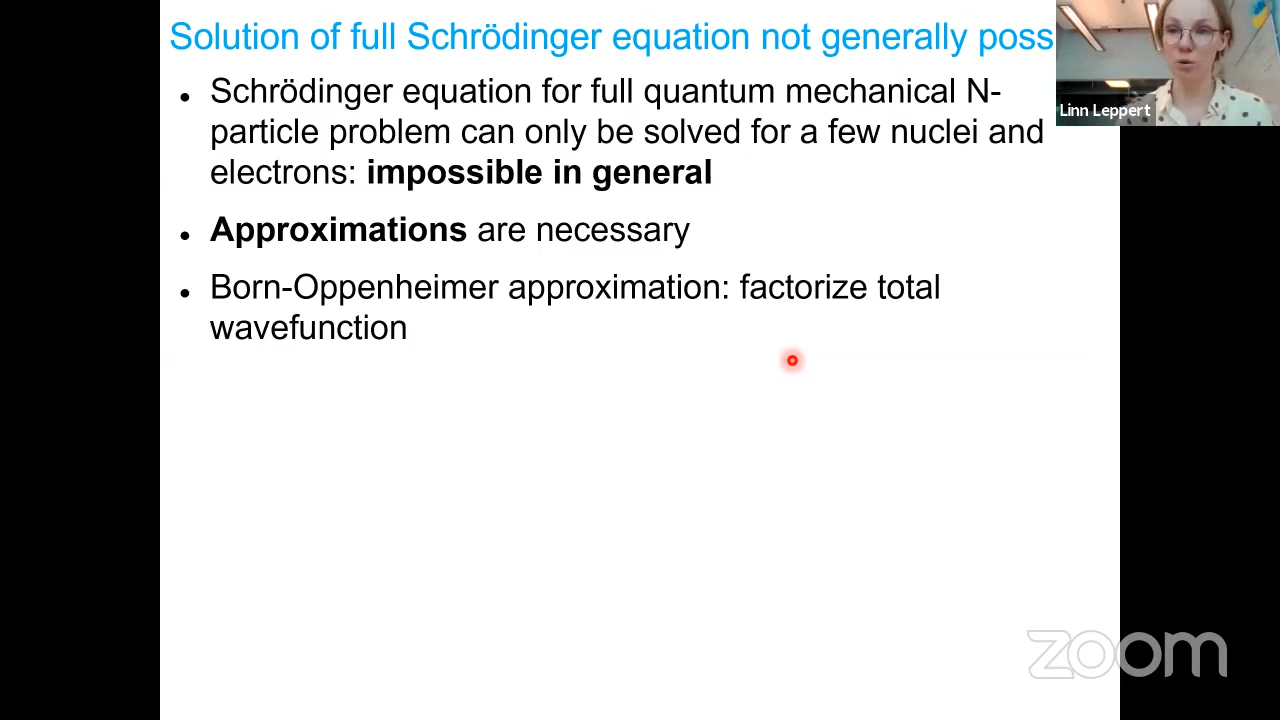 Solution of full Schrödinger equation not generally poss
Linn Leppert
• Schrödinger equation for full quantum mechanical N-
particle problem can only be solved for a few nuclei and
electrons: impossible in general
• Approximations are necessary
• Born-Oppenheimer approximation: factorize total
wavefunction
zoom